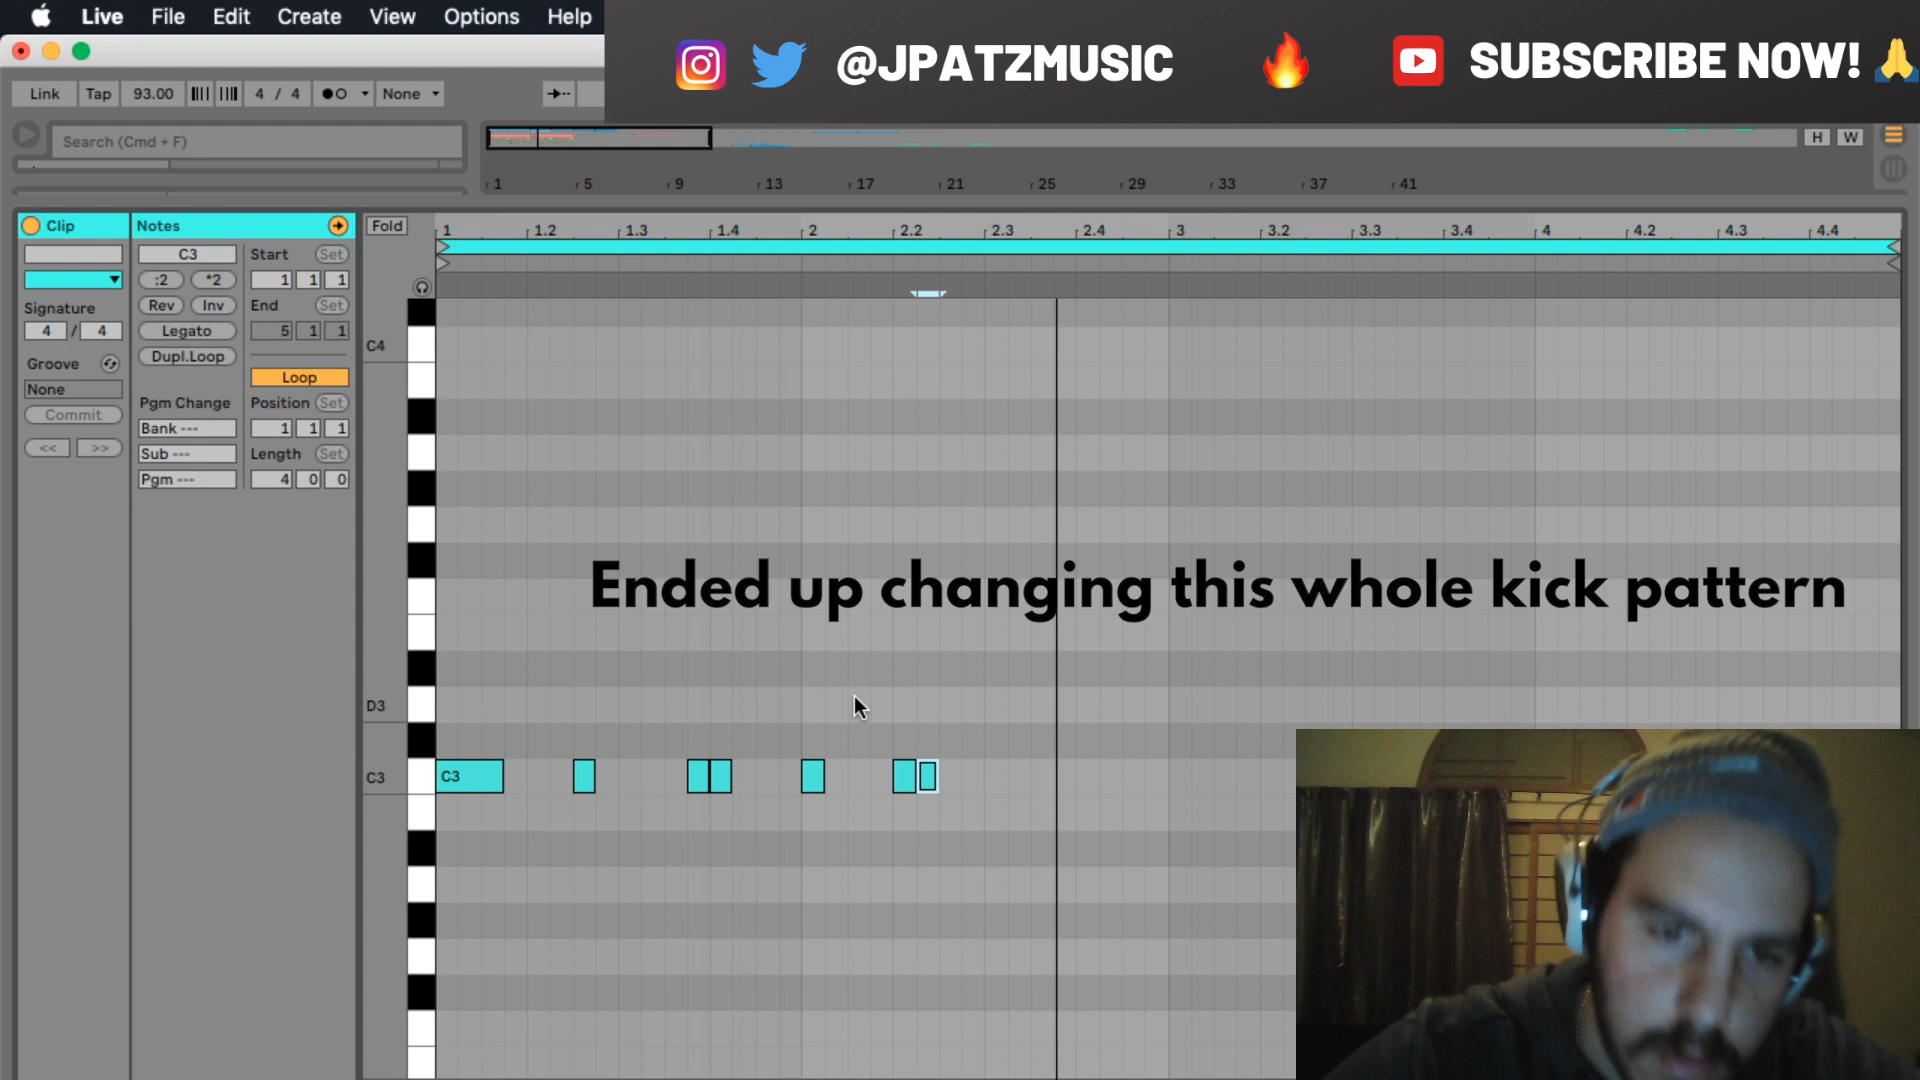 Live File Edit Create View Options Help
@JPATZMUSIC SUBSCRIBE NOW!
Link Tap 93.00 4 / 4 None
Search (Cmd + F)
H W
1 5 9 13 17 21 25 29 33 37 41
Clip Notes Fold
1 1.2 1.3 1.4 2 2.2 2.3 2.4 3 3.2 3.3 3.4 4 4.2 4.3 4.4
C3 Start Set
:2 *2 1 1 1
Signature Rev Inv End Set
4 / 4 Legato 5 1 1
Groove Dupl.Loop
None Loop
Commit Pgm Change Position Set
<< >> Bank --- 1 1 1
Sub --- Length Set
Pgm --- 4 0 0
C4
Ended up changing this whole kick pattern
D3
C3 C3